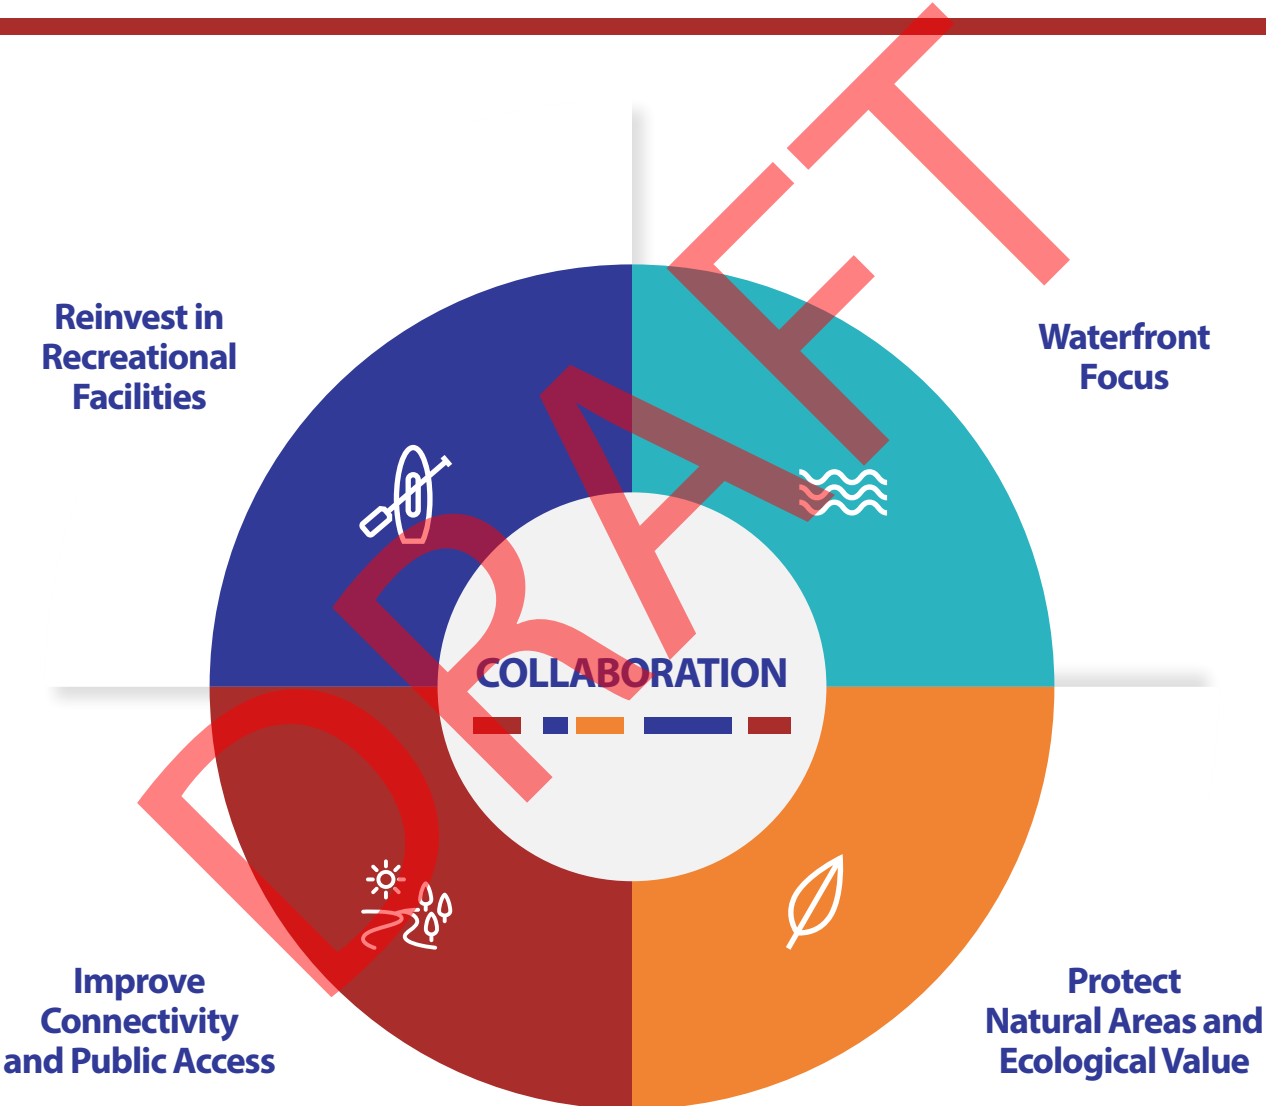 Reinvest in
Recreational
Facilities
Waterfront
Focus
COLLABORATION
Improve
Connectivity
and Public Access
Protect
Natural Areas and
Ecological Value
DRAFT